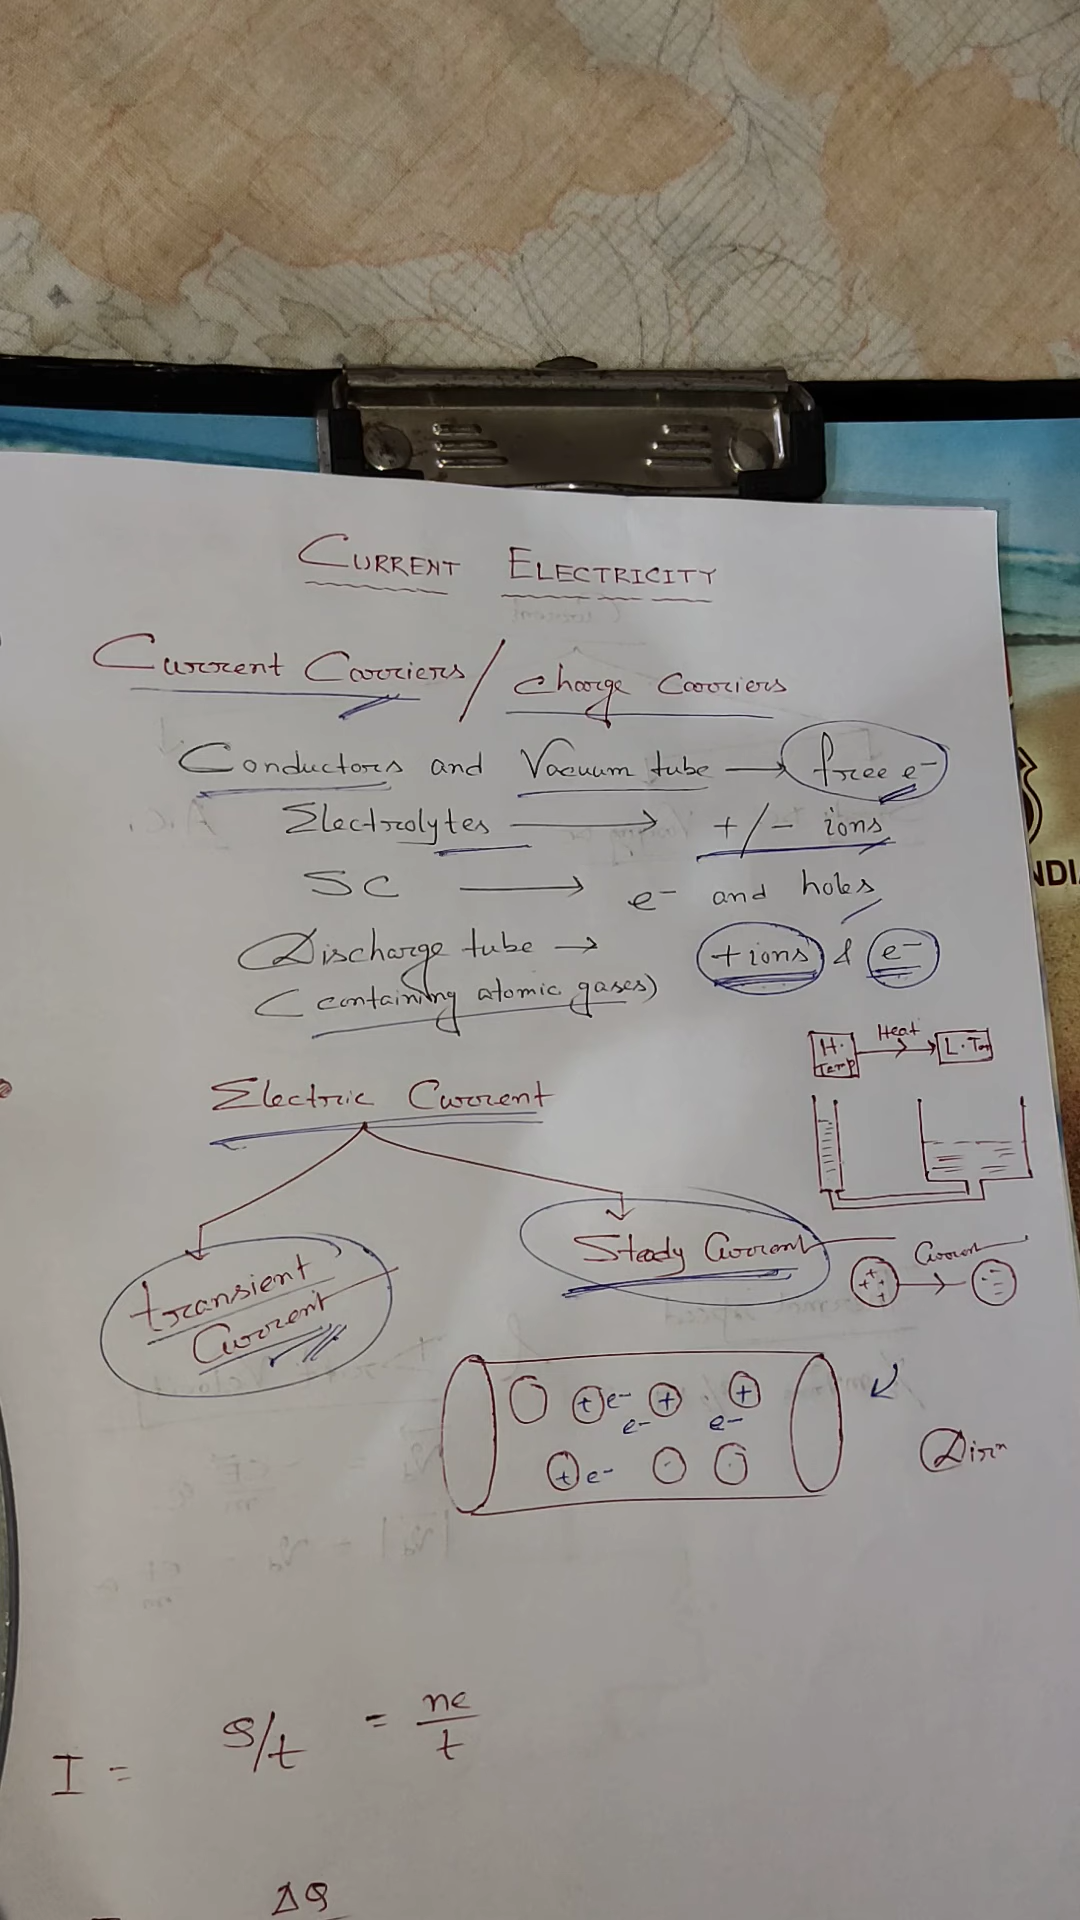 CURRENT ELECTRICITY
Current Carriers / Charge Carriers
Conductors and Vacuum tube → free e-
Electrolytes → +/- ions
SC → e- and holes
Discharge tube → + ions & e-
(containing atomic gases)
H. Temp Heat → L. Tem
Electric Current
transient Current
Steady Current
Current
+ e- + +
e- e-
+ e-
Dirn
I = Q/t = ne/t
ΔQ